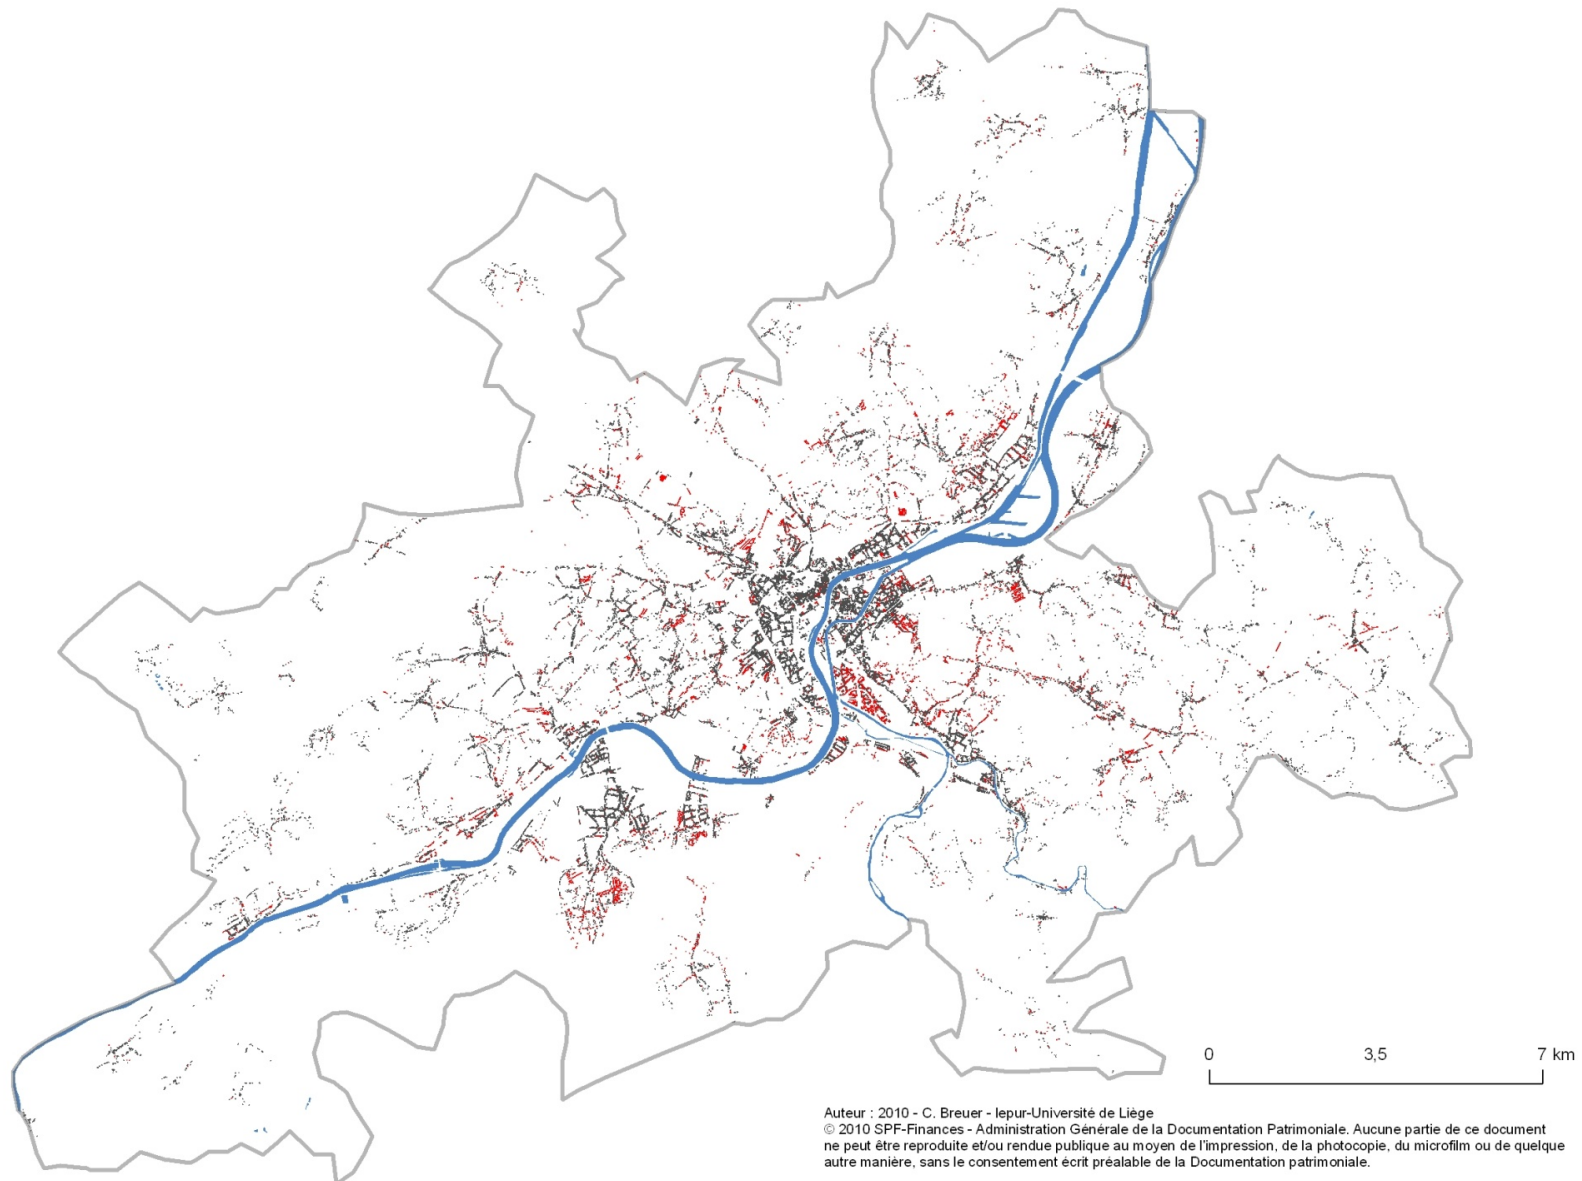 0 3,5 7 km
Auteur : 2010 - C. Breuer - lepur-Université de Liège
© 2010 SPF-Finances - Administration Générale de la Documentation Patrimoniale. Aucune partie de ce document
ne peut être reproduite et/ou rendue publique au moyen de l'impression, de la photocopie, du microfilm ou de quelque
autre manière, sans le consentement écrit préalable de la Documentation patrimoniale.